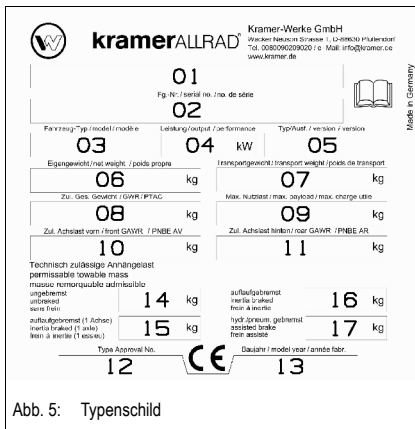 kramer ALLRAD
Kramer-Werke GmbH
Wacker Neuson Strasse 1, D-88630 Pfullendorf
Tel. 0080090209020 / e-Mail: info@kramer.de
www.kramer.de
Made in Germany
01
Fg.-Nr. / serial no. / no. de série
02
Fahrzeug-Typ / model / modèle Leistung / output / performance Typ/Ausf. / version / version
03 04 kW 05
Eigengewicht / net weight / poids propre Transportgewicht / transport weight / poids de transport
06 kg 07 kg
Zul. Ges. Gewicht / GWR / PTAC Max. Nutzlast / max. payload / max. charge utile
08 kg 09 kg
Zul. Achslast vorn / front GAWR / PNBE AV Zul. Achslast hinten / rear GAWR / PNBE AR
10 kg 11 kg
Technisch zulässige Anhängelast
permissable towable mass
masse remorquable admissible
ungebremst
unbraked
sans frein
14 kg
auflaufgebremst
inertia braked
frein à inertie
16 kg
auflaufgebremst (1 Achse)
inertia braked (1 axle)
frein à inertie (1 essieu)
15 kg
hydr./pneum. gebremst
assisted brake
frein assisté
17 kg
Type Approval No. CE Baujahr / model year / année fabr.
12 13
Abb. 5: Typenschild